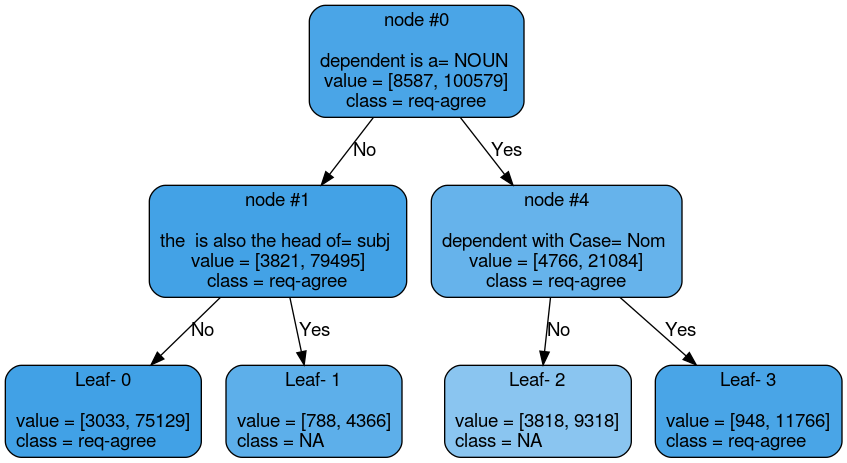 node #0
dependent is a= NOUN
value = [8587, 100579]
class = req-agree
No
Yes
node #1
the  is also the head of= subj
value = [3821, 79495]
class = req-agree
node #4
dependent with Case= Nom
value = [4766, 21084]
class = req-agree
No
Yes
No
Yes
Leaf- 0
value = [3033, 75129]
class = req-agree
Leaf- 1
value = [788, 4366]
class = NA
Leaf- 2
value = [3818, 9318]
class = NA
Leaf- 3
value = [948, 11766]
class = req-agree